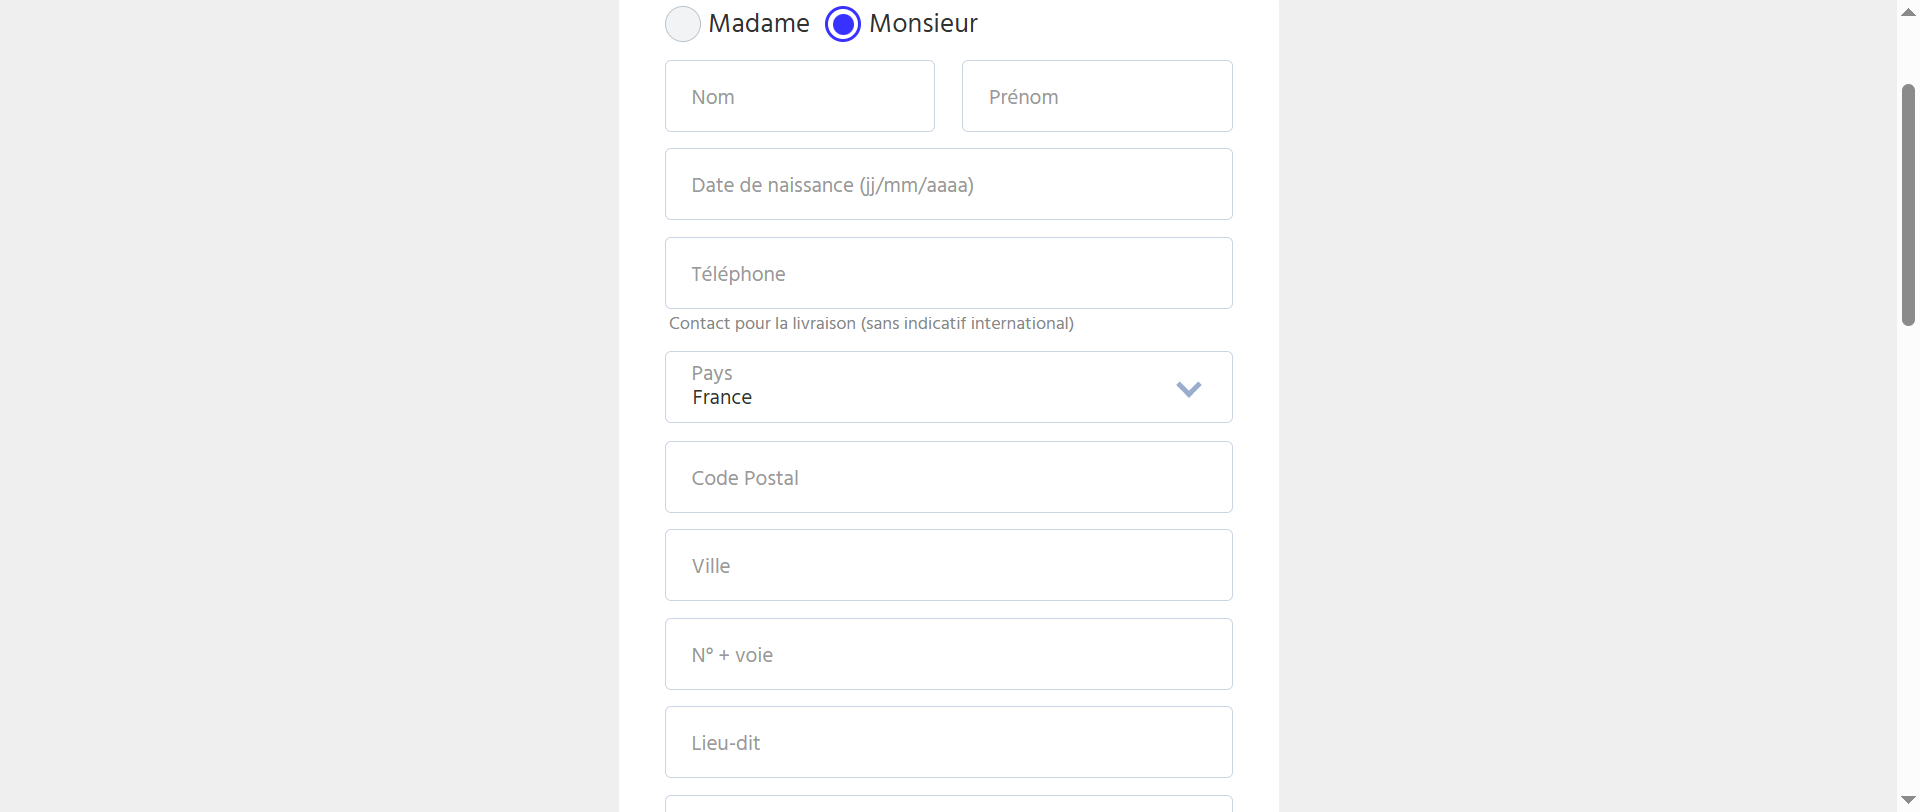 Madame Monsieur
Nom Prénom
Date de naissance (jj/mm/aaaa)
Téléphone
Contact pour la livraison (sans indicatif international)
Pays
France
Code Postal
Ville
N° + voie
Lieu-dit